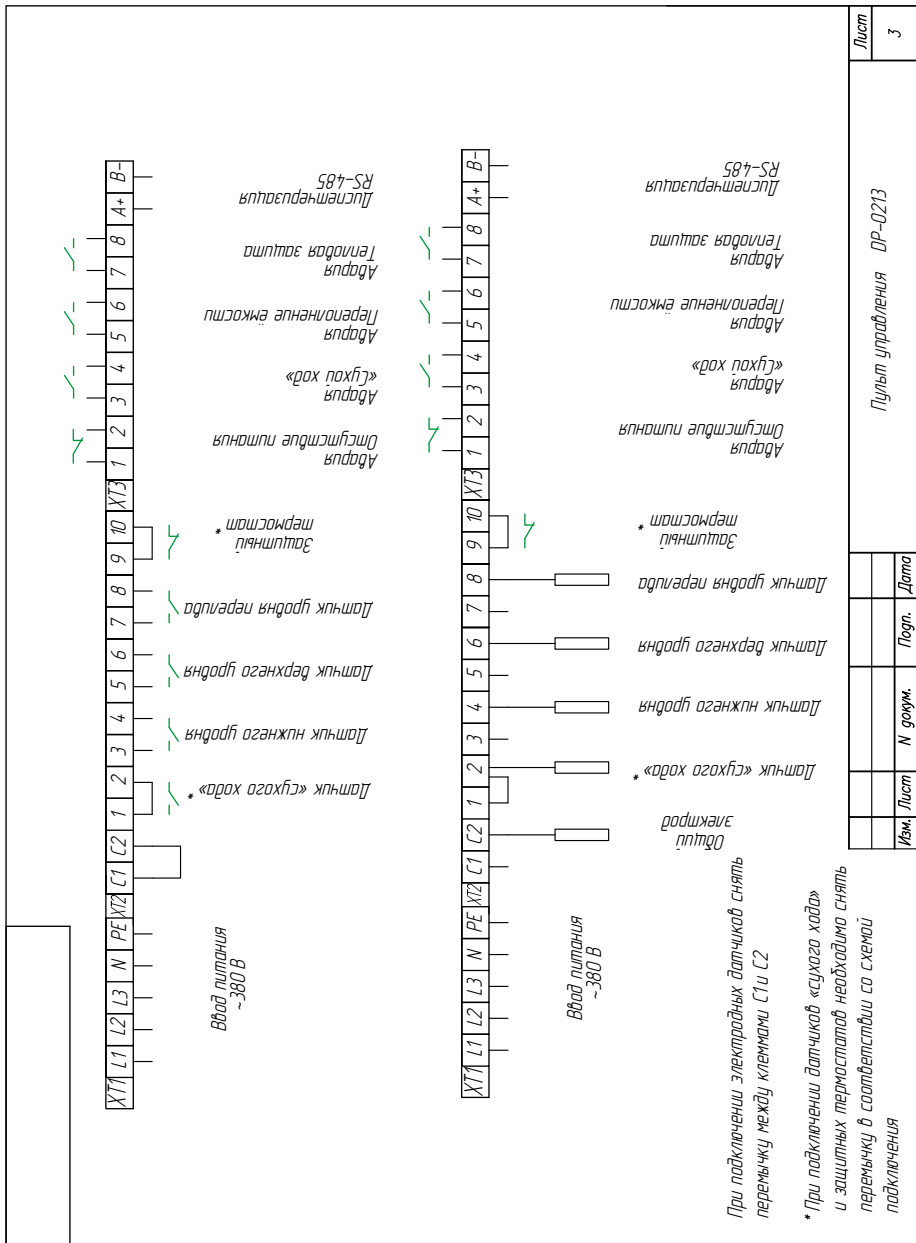 XT1 L1 L2 L3 N PE XT2 C1 C2 1 2 3 4 5 6 7 8 9 10 XT3 1 2 3 4 5 6 7 8 A+ B-
Ввод питания
~380 В
Датчик «сухого хода» *
Датчик нижнего уровня
Датчик верхнего уровня
Датчик уровня перелива
Защитный
термостат *
Авария
Отсутствие питания
Авария
«Сухой ход»
Авария
Переполнение ёмкости
Авария
Тепловая защита
Диспетчеризация
RS-485
XT1 L1 L2 L3 N PE XT2 C1 C2 1 2 3 4 5 6 7 8 9 10 XT3 1 2 3 4 5 6 7 8 A+ B-
Ввод питания
~380 В
Общий
электрод
Датчик «сухого хода» *
Датчик нижнего уровня
Датчик верхнего уровня
Датчик уровня перелива
Защитный
термостат *
Авария
Отсутствие питания
Авария
«Сухой ход»
Авария
Переполнение ёмкости
Авария
Тепловая защита
Диспетчеризация
RS-485
При подключении электродных датчиков снять
перемычку между клеммами C1 и C2
* При подключении датчиков «сухого хода»
и защитных термостатов необходимо снять
перемычку в соответствии со схемой
подключения
Изм. Лист N докум. Подп. Дата
Пульт управления DP-0213
Лист
3